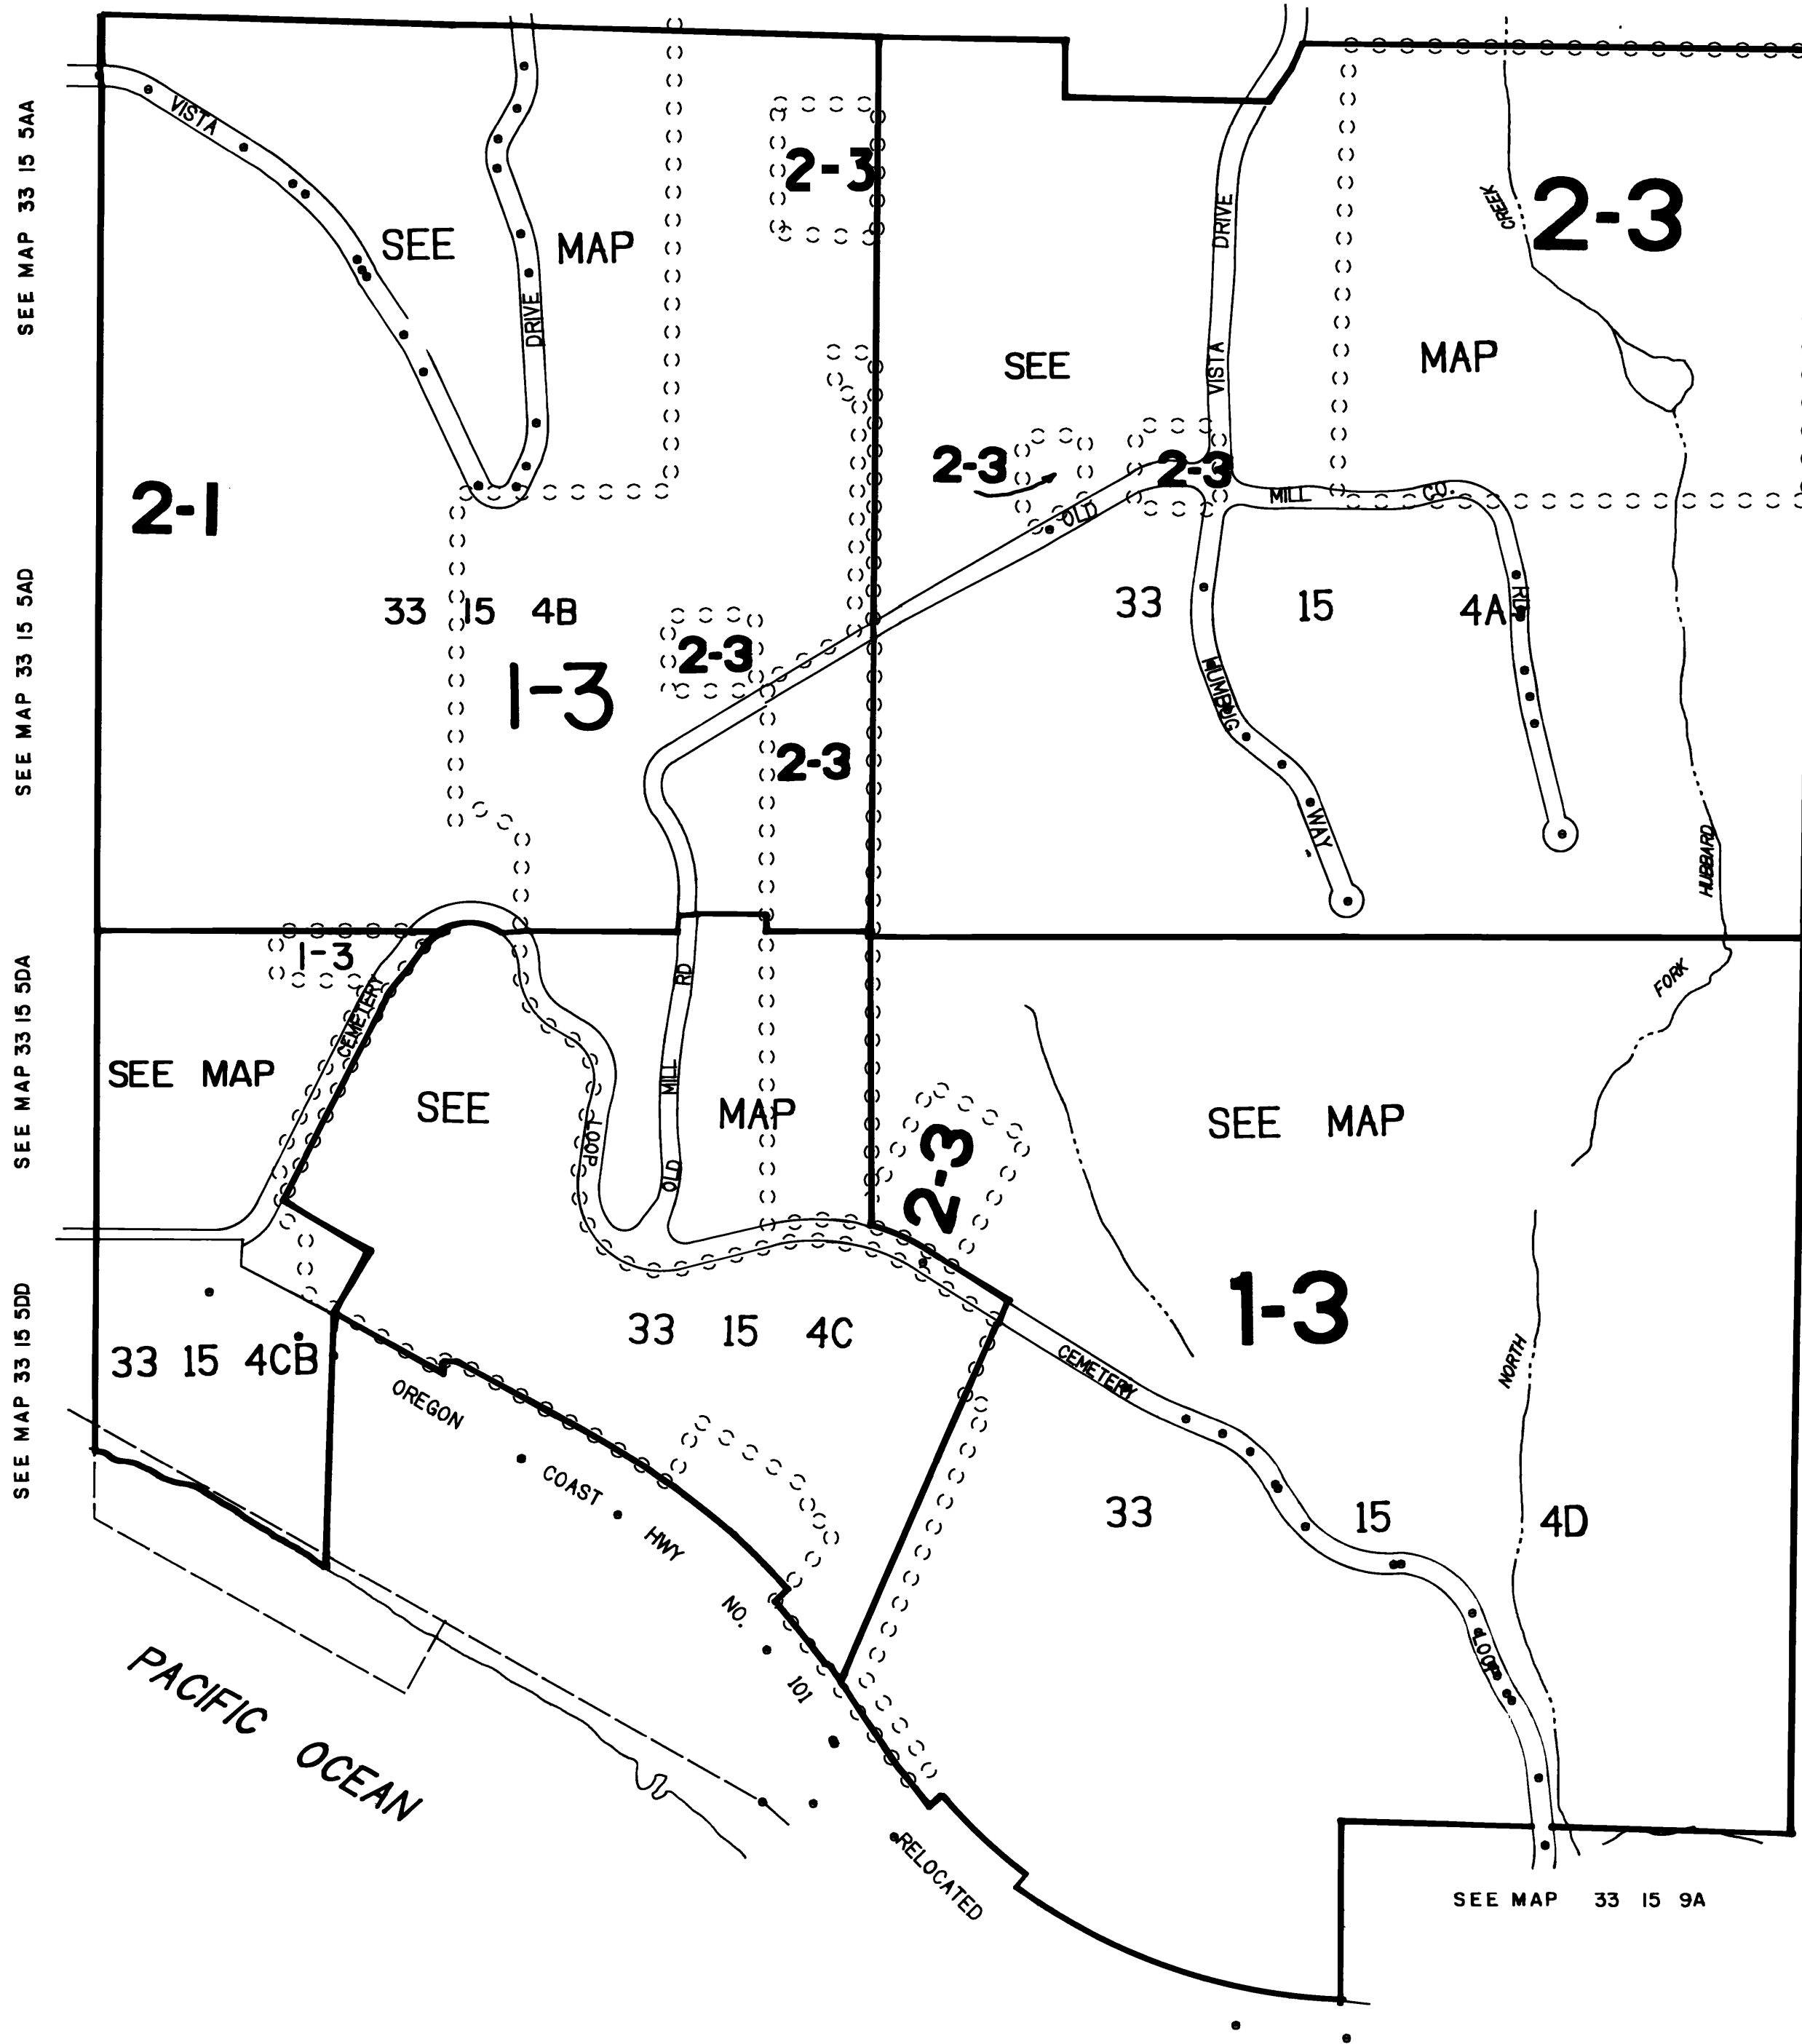 SEE MAP 33 15 5AA
SEE MAP 33 15 5AD
SEE MAP 33 15 5DA
SEE MAP 33 15 5DD
VISTA
DRIVE
SEE MAP
33 15 4B
2-1
1-3
2-3
2-3
2-3
DRIVE
VISTA
SEE MAP
33 15 4A
2-3
2-3
2-3
CREEK
OLD
MILL
CO.
RD.
HUMBUG
WAY
HUBBARD
FORK
1-3
CEMETERY
SEE MAP
33 15 4CB
SEE MAP
33 15 4C
LOOP
RD
MILL
OLD
2-3
SEE MAP
1-3
33 15 4D
CEMETERY
LOOP
NORTH
OREGON
COAST
HWY
NO.
101
RELOCATED
PACIFIC OCEAN
SEE MAP 33 15 9A